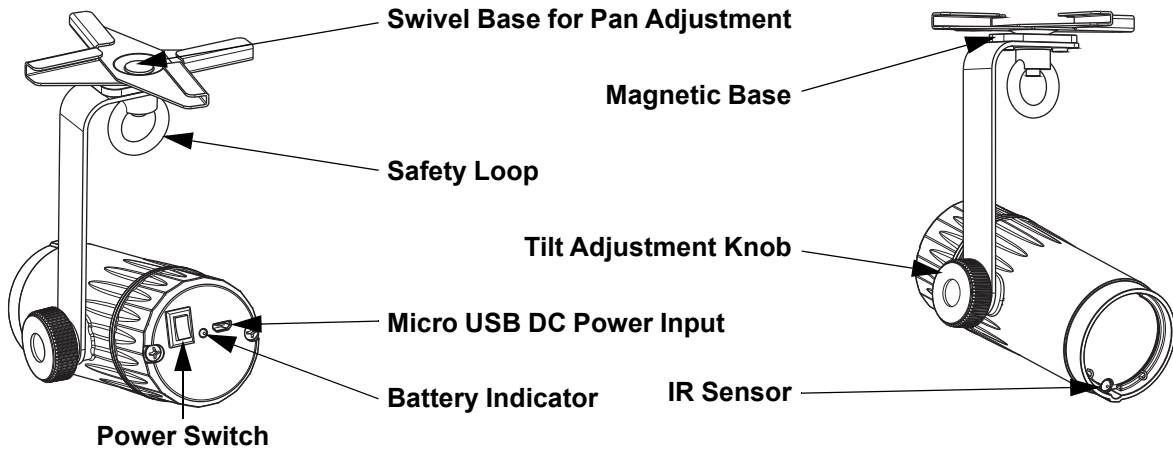 Swivel Base for Pan Adjustment
Magnetic Base
Safety Loop
Tilt Adjustment Knob
Micro USB DC Power Input
Battery Indicator
IR Sensor
Power Switch